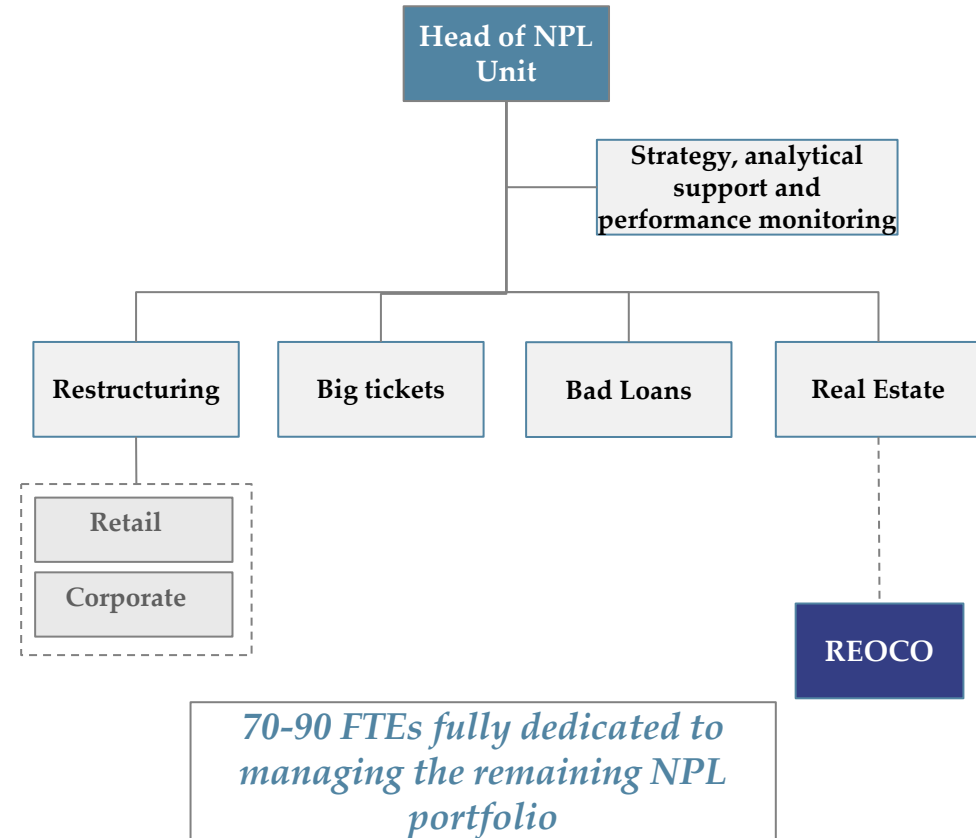 Head of NPL
Unit
Strategy, analytical
support and
performance monitoring
Restructuring
Big tickets
Bad Loans
Real Estate
Retail
Corporate
REOCO
70-90 FTEs fully dedicated to
managing the remaining NPL
portfolio